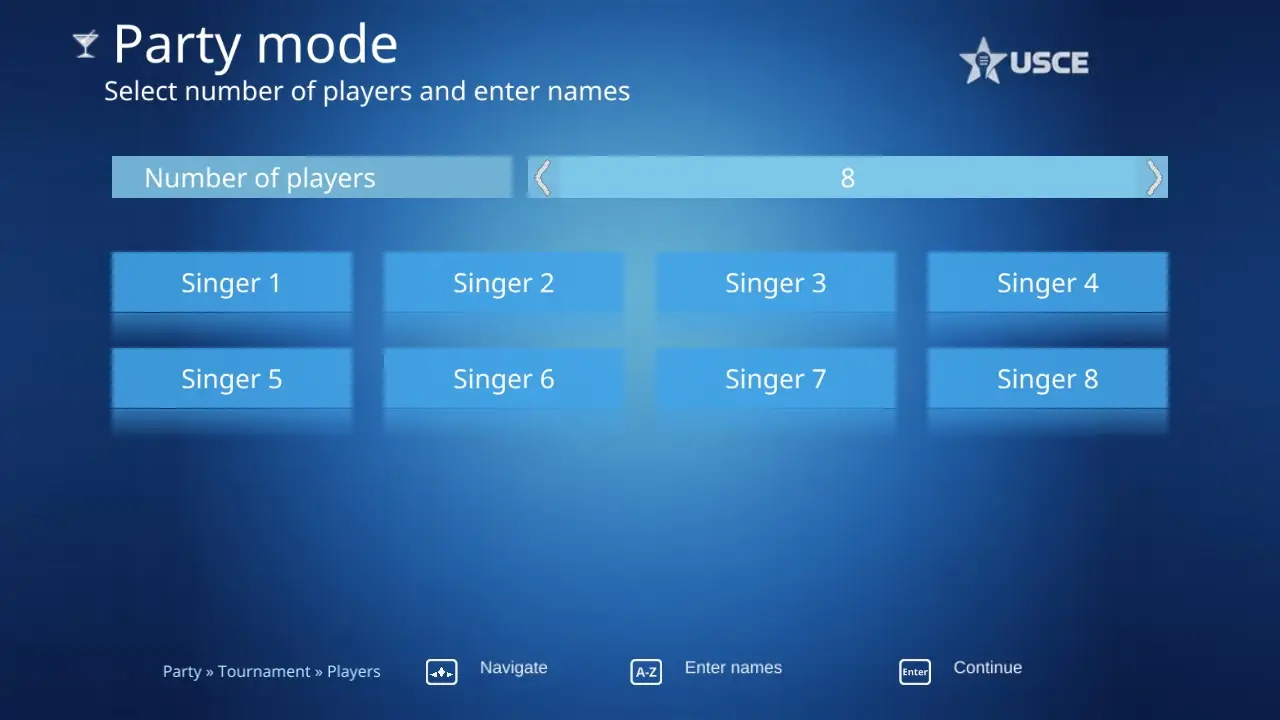 Party mode
Select number of players and enter names
USCE
Number of players 8
Singer 1 Singer 2 Singer 3 Singer 4
Singer 5 Singer 6 Singer 7 Singer 8
Party » Tournament » Players Navigate A-Z Enter names Enter Continue